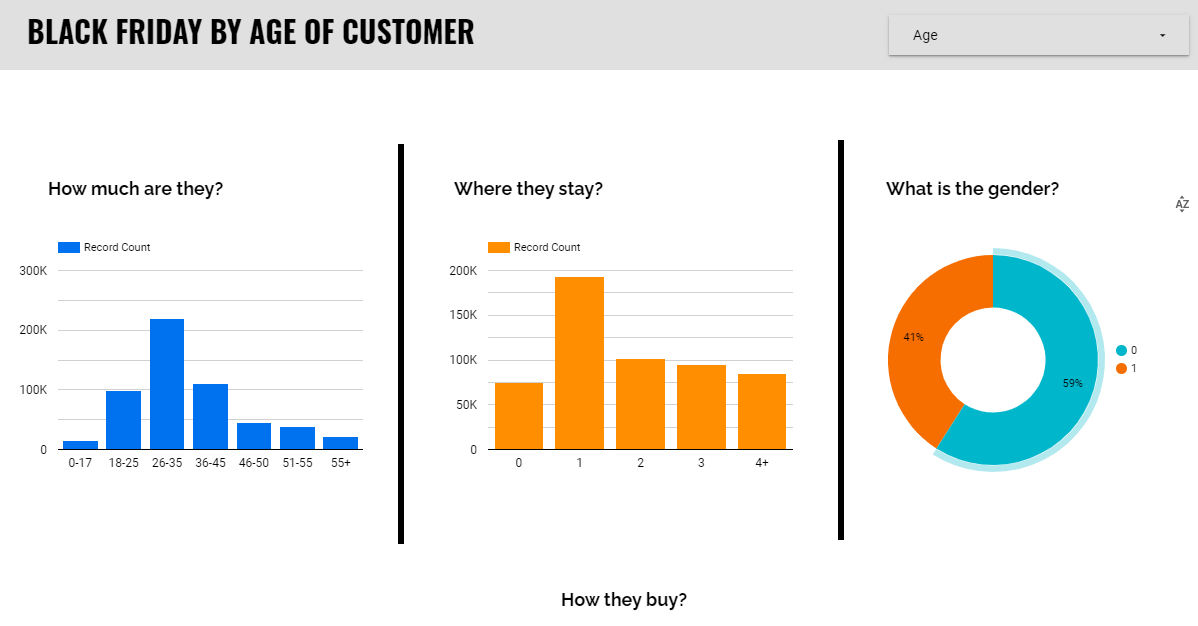 BLACK FRIDAY BY AGE OF CUSTOMER
Age
How much are they?
Record Count
300K
200K
100K
0
0-17 18-25 26-35 36-45 46-50 51-55 55+
Where they stay?
Record Count
200K
150K
100K
50K
0
0 1 2 3 4+
What is the gender?
AZ
41%
59%
0
1
How they buy?